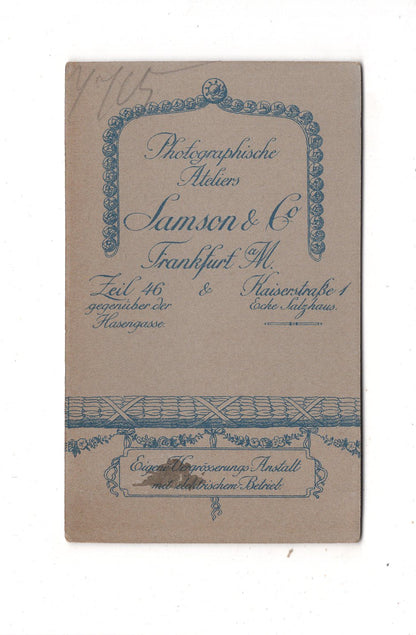 Photographische
Ateliers
Samson & Co
Frankfurt a M.
Zeil 46 & Kaiserstraße 1
gegenüber der Ecke Salzhaus.
Hasengasse.
Eigene Vergrösserungs-Anstalt
mit elektrischem Betrieb.